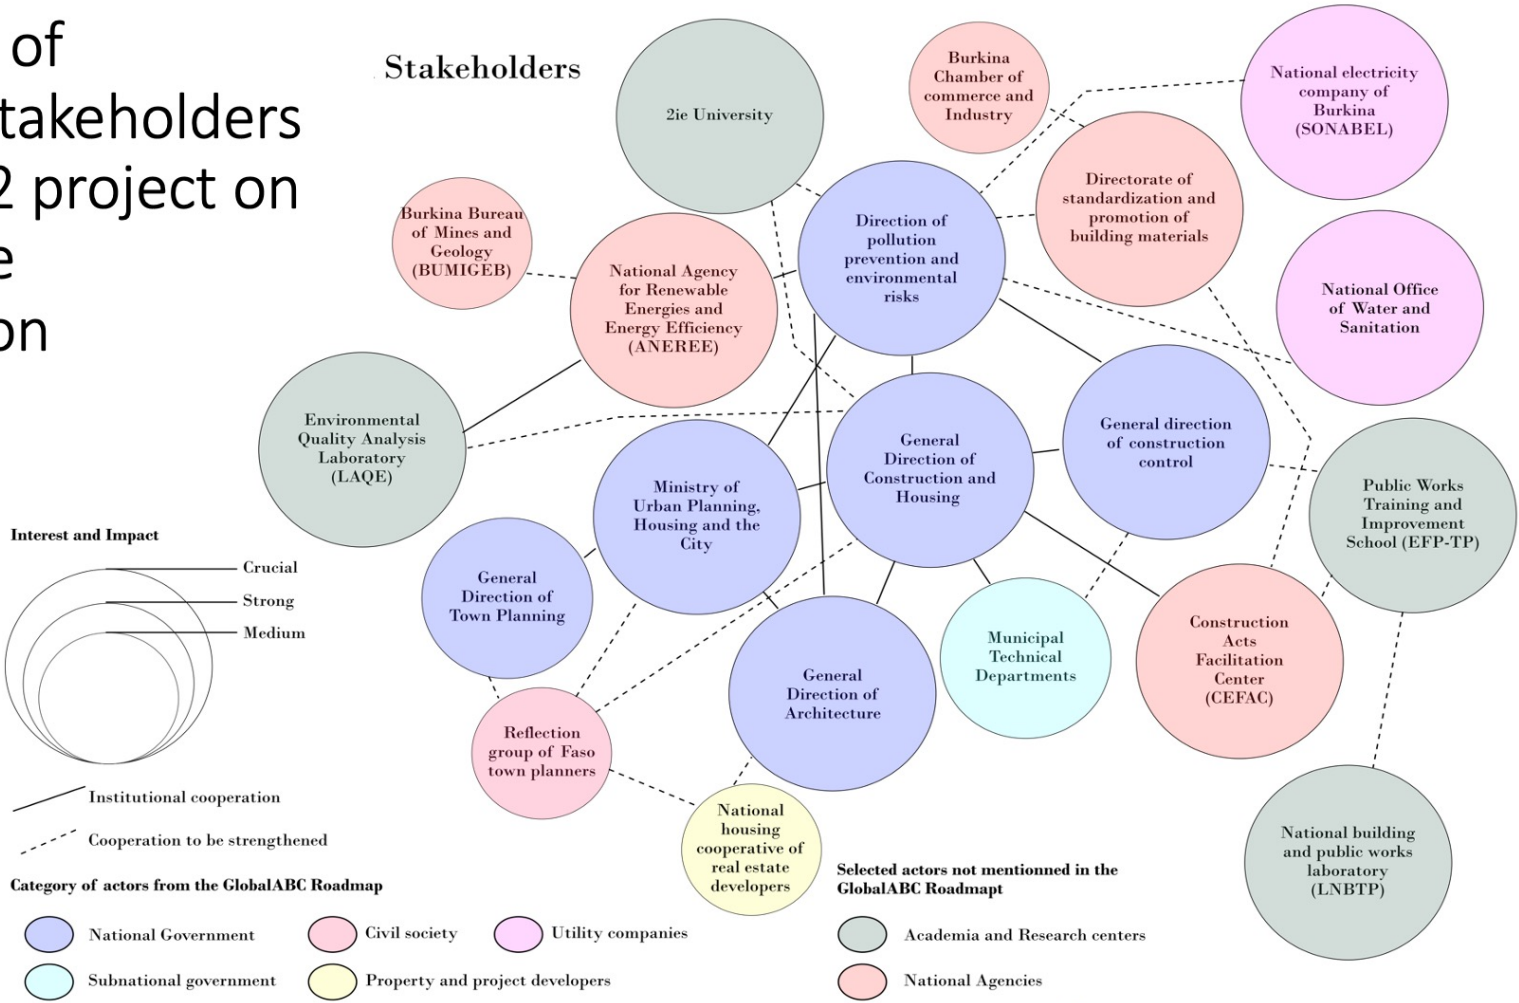 of
takeholders
2 project on
e
on
Stakeholders
2ie University
Burkina
Chamber of
commerce and
Industry
National electricity
company of
Burkina
(SONABEL)
Burkina Bureau
of Mines and
Geology
(BUMIGEB)
National Agency
for Renewable
Energies and
Energy Efficiency
(ANEREE)
Direction of
pollution
prevention and
environmental
risks
Directorate of
standardization and
promotion of
building materials
National Office
of Water and
Sanitation
Environmental
Quality Analysis
Laboratory
(LAQE)
Ministry of
Urban Planning,
Housing and the
City
General
Direction of
Construction and
Housing
General direction
of construction
control
Public Works
Training and
Improvement
School (EFP-TP)
General
Direction of
Town Planning
General
Direction of
Architecture
Municipal
Technical
Departments
Construction
Acts
Facilitation
Center
(CEFAC)
Reflection
group of Faso
town planners
National
housing
cooperative of
real estate
developers
National building
and public works
laboratory
(LNBTP)
Interest and Impact
Crucial
Strong
Medium
Institutional cooperation
Cooperation to be strengthened
Category of actors from the GlobalABC Roadmap
National Government
Civil society
Utility companies
Subnational government
Property and project developers
Selected actors not mentionned in the
GlobalABC Roadmapt
Academia and Research centers
National Agencies